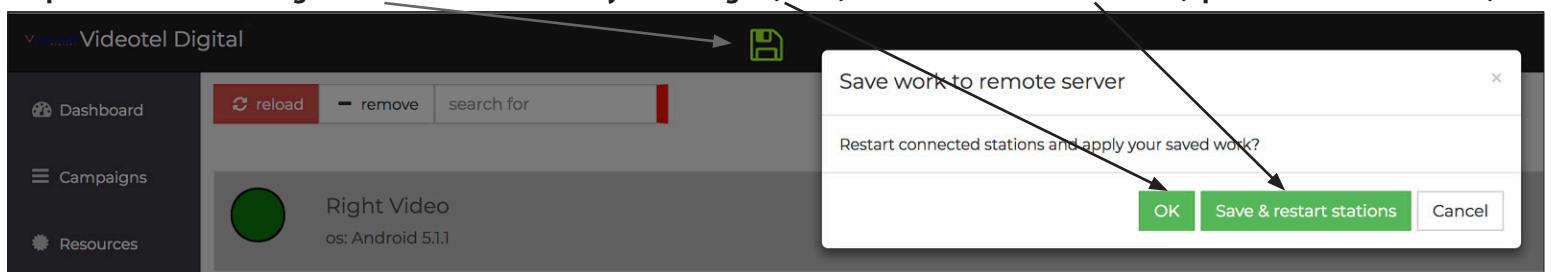 Videotel Digital
Save work to remote server ×
reload remove search for
Dashboard
Restart connected stations and apply your saved work?
Campaigns
Right Video
OK Save & restart stations Cancel
os: Android 5.1.1
Resources